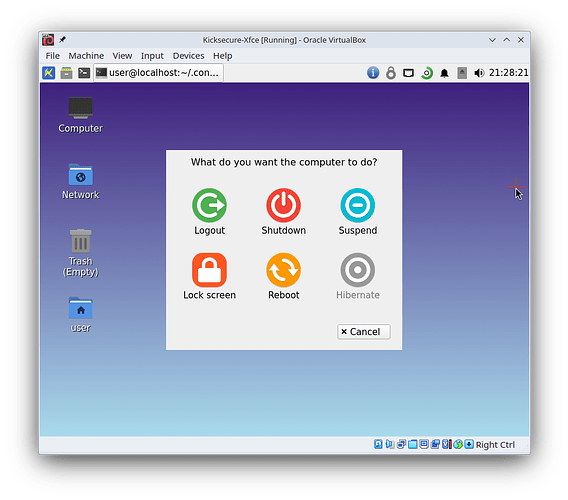 Kicksecure-Xfce [Running] - Oracle VirtualBox
File Machine View Input Devices Help
user@localhost:~/.con... 21:28:21
Computer
Network
Trash
(Empty)
user
What do you want the computer to do?
Logout Shutdown Suspend
Lock screen Reboot Hibernate
Cancel
Right Ctrl